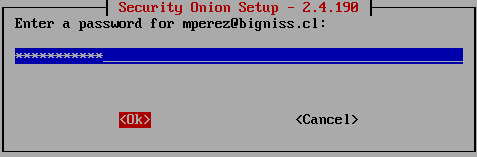 Security Onion Setup - 2.4.190
Enter a password for mperez@bigniss.cl:
***********
<Ok> <Cancel>